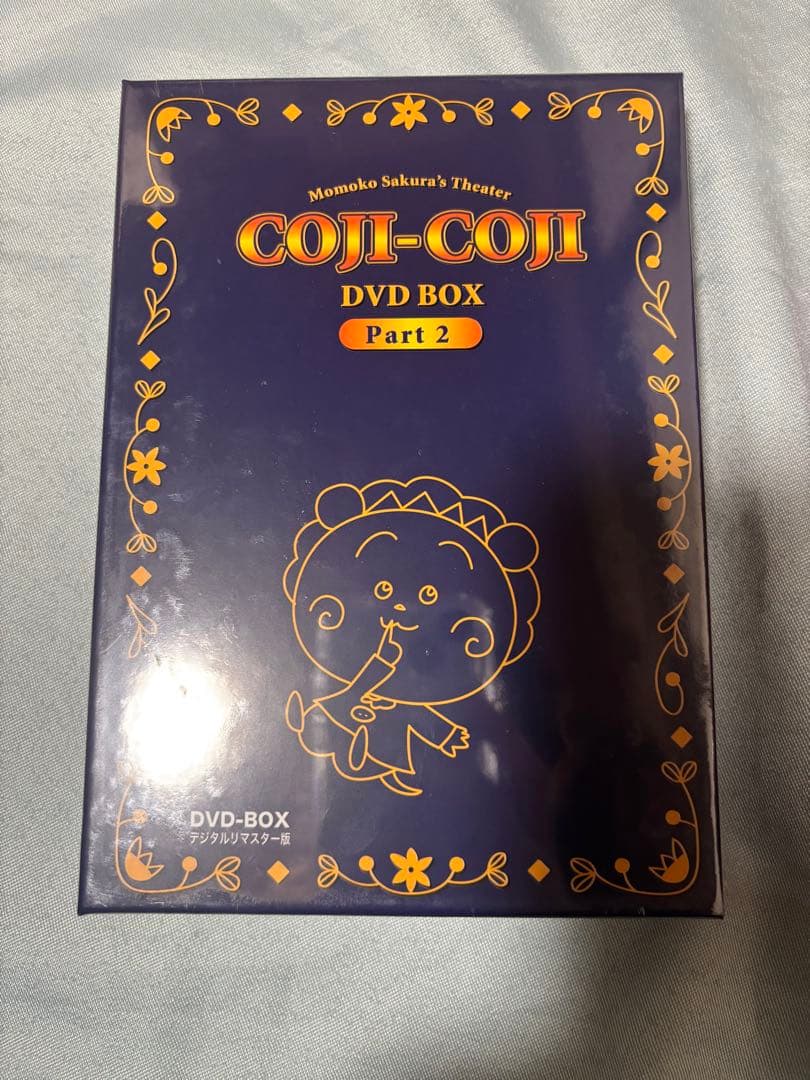 Momoko Sakura's Theater
COJI-COJI
DVD BOX
Part 2
DVD-BOX
デジタルリマスター版